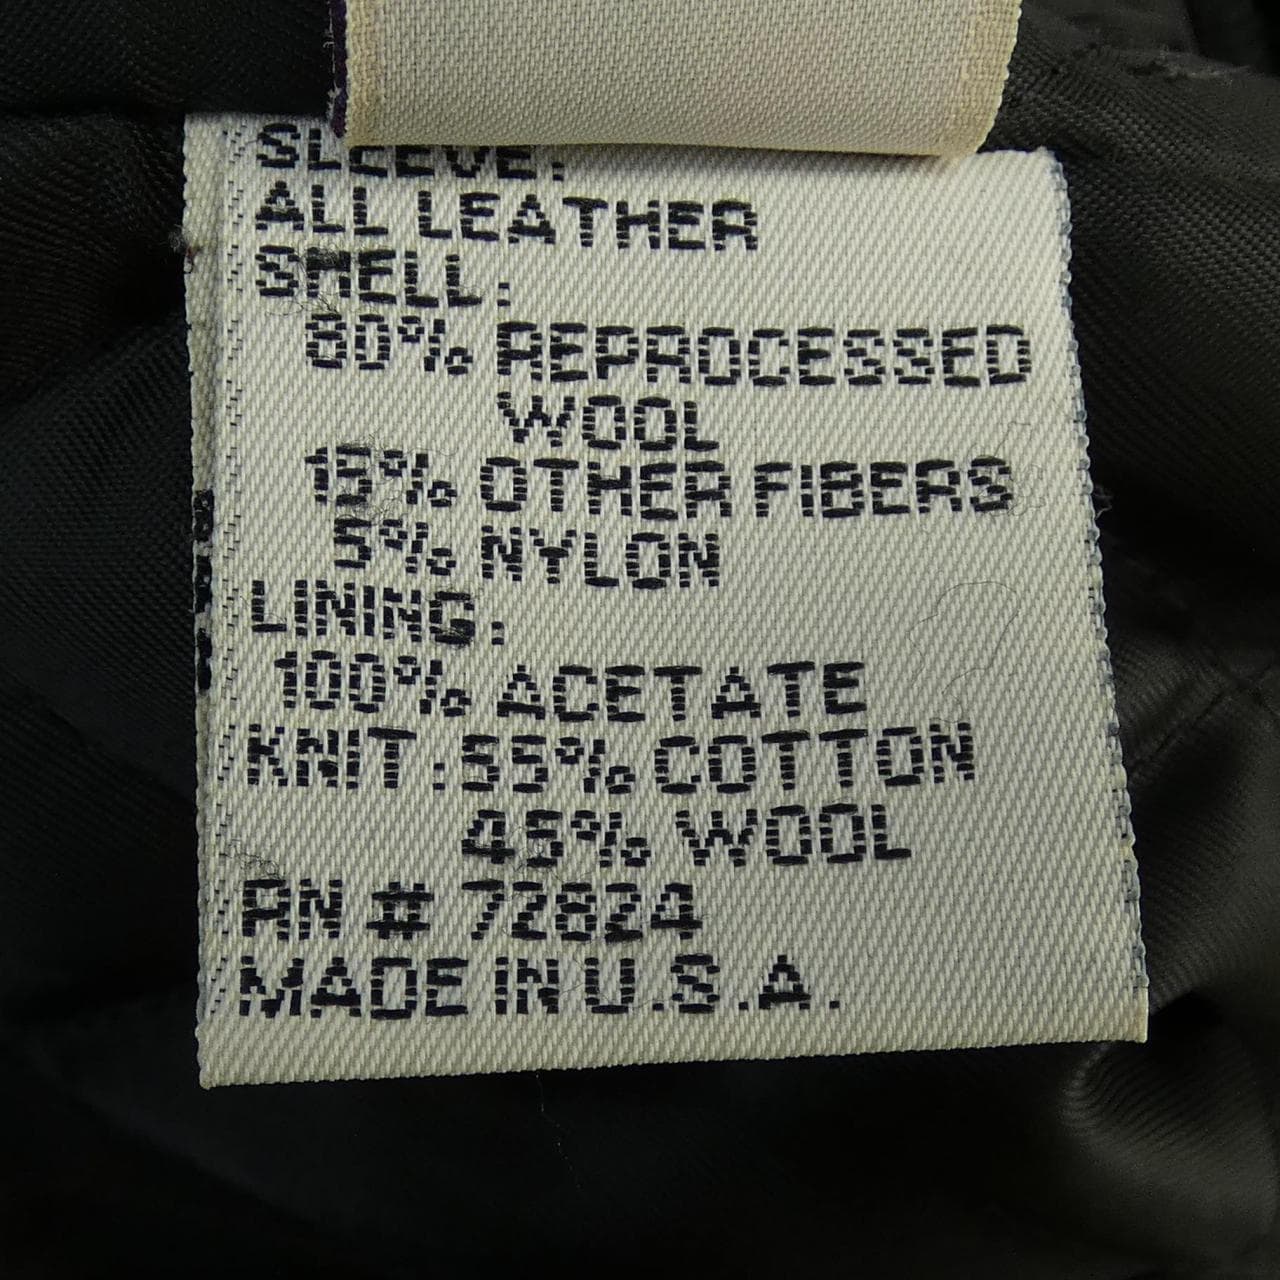 SLEEVE:
ALL LEATHER
SHELL:
80% REPROCESSED
WOOL
15% OTHER FIBERS
5% NYLON
LINING:
100% ACETATE
KNIT: 55% COTTON
45% WOOL
RN # 72824
MADE IN U.S.A.